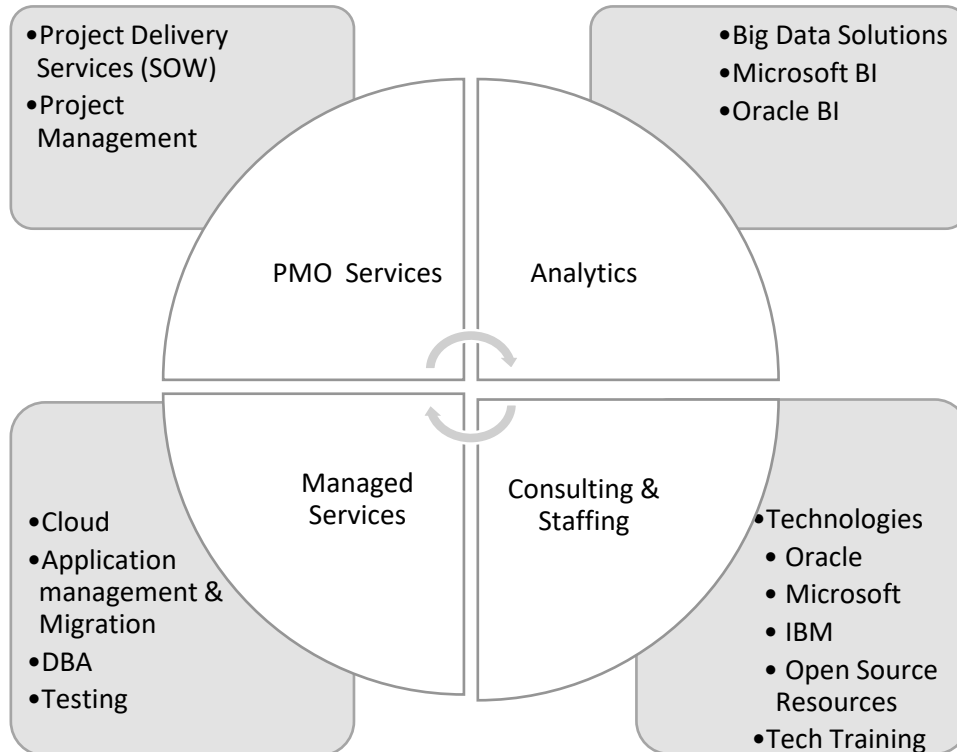 •Project Delivery
Services (SOW)
•Project
Management
•Big Data Solutions
•Microsoft BI
•Oracle BI
PMO  Services
Analytics
Managed
Services
Consulting &
Staffing
•Cloud
•Application
management &
Migration
•DBA
•Testing
•Technologies
• Oracle
• Microsoft
• IBM
• Open Source
Resources
•Tech Training